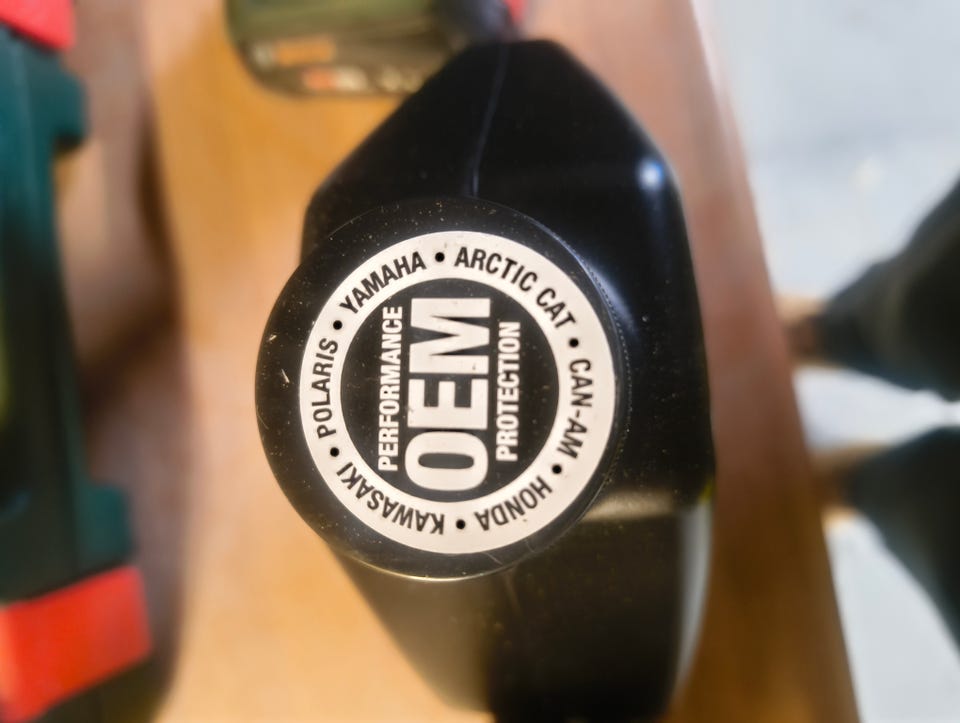 YAMAHA • ARCTIC CAT • CAN-AM • HONDA • KAWASAKI • POLARIS •
PERFORMANCE
OEM
PROTECTION